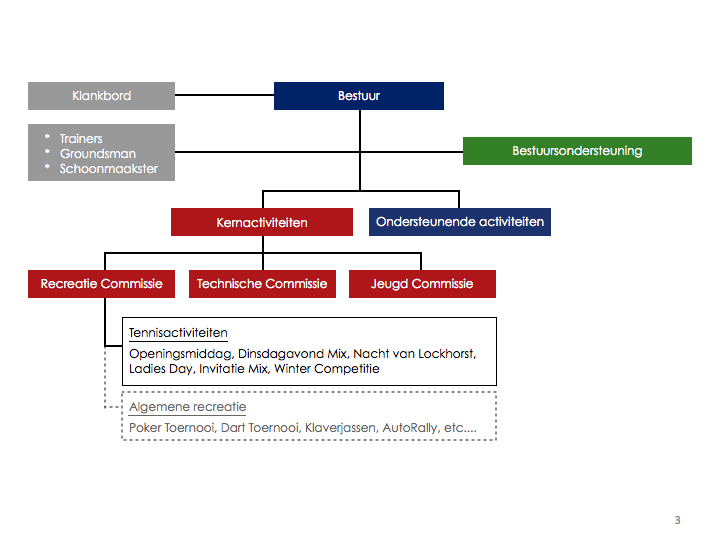 Klankbord
Bestuur
* Trainers
* Groundsman
* Schoonmaakster
Bestuursondersteuning
Kernactiviteiten
Ondersteunende activiteiten
Recreatie Commissie
Technische Commissie
Jeugd Commissie
Tennisactiviteiten
Openingsmiddag, Dinsdagavond Mix, Nacht van Lockhorst,
Ladies Day, Invitatie Mix, Winter Competitie
Algemene recreatie
Poker Toernooi, Dart Toernooi, Klaverjassen, AutoRally, etc....
3